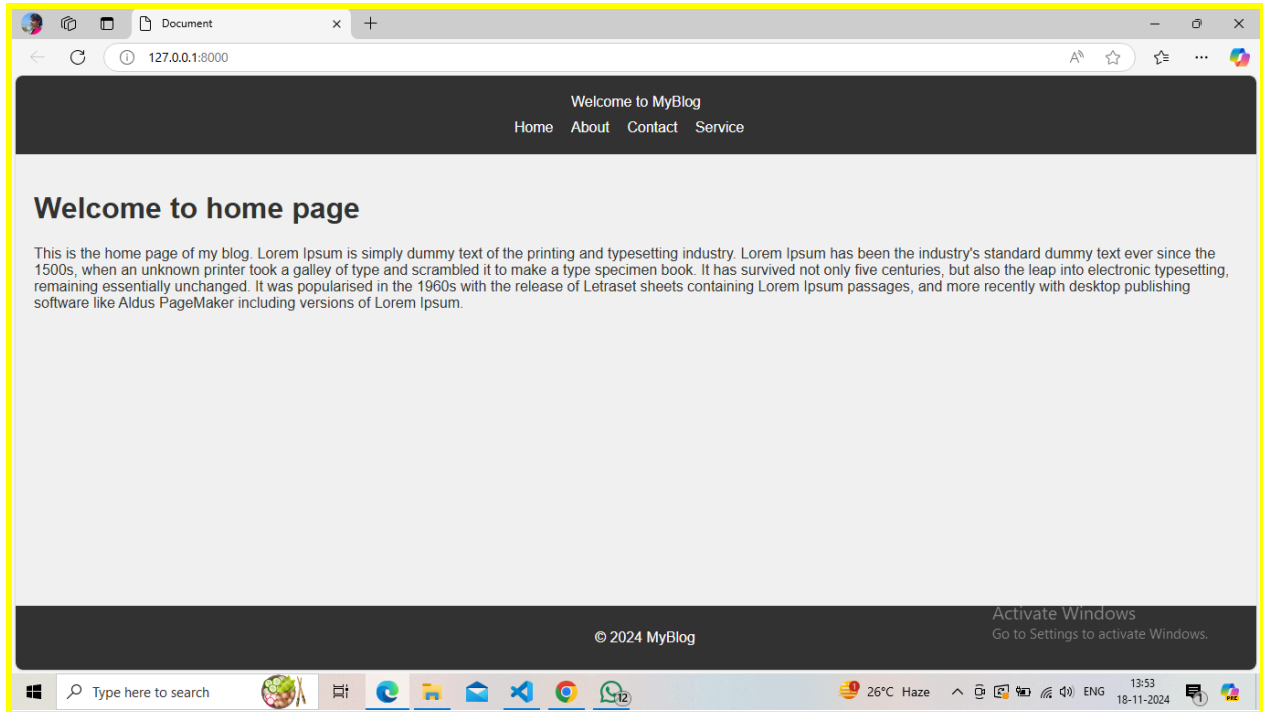 Document
127.0.0.1:8000
Welcome to MyBlog
Home About Contact Service
Welcome to home page
This is the home page of my blog. Lorem Ipsum is simply dummy text of the printing and typesetting industry. Lorem Ipsum has been the industry's standard dummy text ever since the
1500s, when an unknown printer took a galley of type and scrambled it to make a type specimen book. It has survived not only five centuries, but also the leap into electronic typesetting,
remaining essentially unchanged. It was popularised in the 1960s with the release of Letraset sheets containing Lorem Ipsum passages, and more recently with desktop publishing
software like Aldus PageMaker including versions of Lorem Ipsum.
Activate Windows
Go to Settings to activate Windows.
© 2024 MyBlog
Type here to search
12
26°C Haze
ENG
13:53
18-11-2024
1
PRE